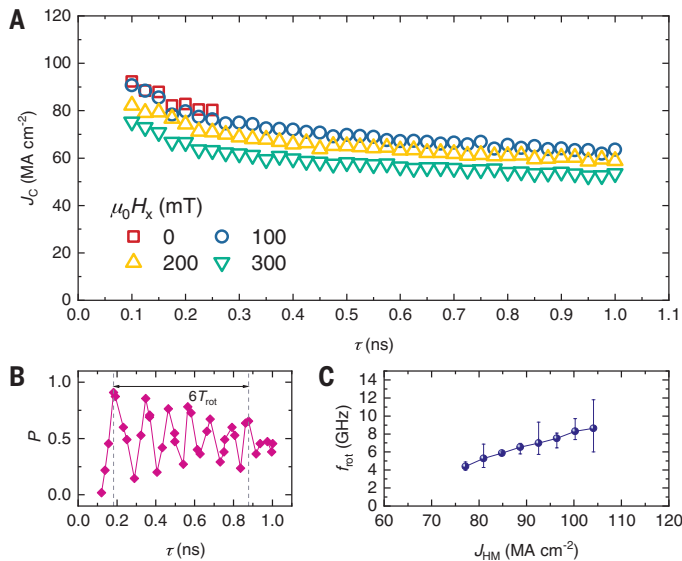 A
120
100
80
60
40
20
0
J_C (MA cm⁻²)
μ₀Hₓ (mT)
0 100
200 300
0.0 0.1 0.2 0.3 0.4 0.5 0.6 0.7 0.8 0.9 1.0 1.1
τ (ns)
B
1.0
0.5
0.0
P
6T_rot
0.0 0.2 0.4 0.6 0.8 1.0
τ (ns)
C
14
12
10
8
6
4
2
0
f_rot (GHz)
60 70 80 90 100 110 120
J_HM (MA cm⁻²)